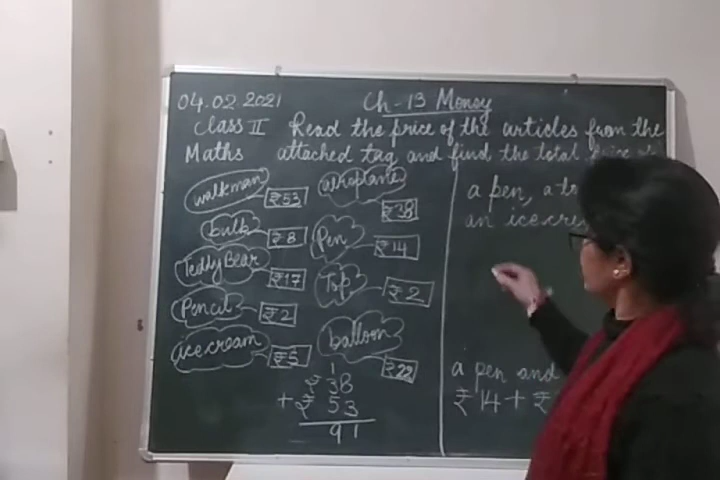 04.02.2021
Ch-13 Money
Class II
Maths
Read the price of the articles from the
attached tag and find the total
walkman ₹53
bulb ₹8
Teddy Bear ₹17
Pencil ₹2
ice cream ₹5
aeroplane ₹38
Pen ₹14
Top ₹2
balloon ₹22
1
₹ 38
+ ₹ 53
91
a pen, a
an ice
a pen and
₹14 + ₹